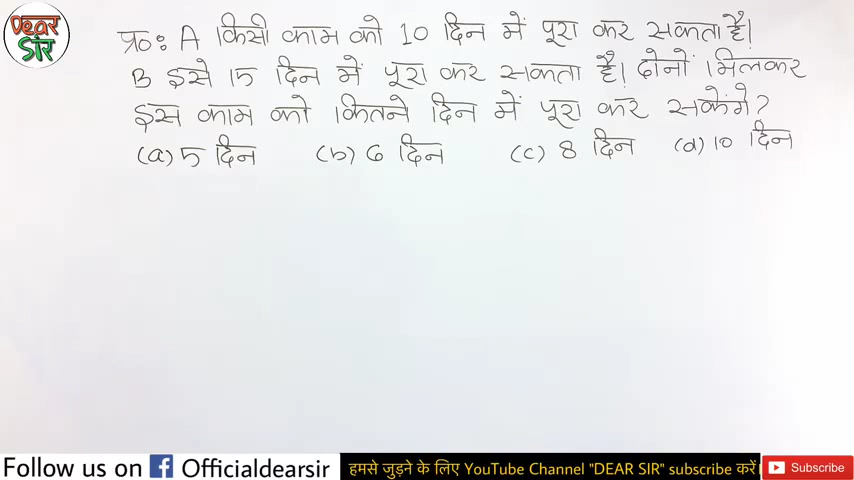 DEAR SIR
प्र०: A किसी काम को 10 दिन में पूरा कर सकता है।
B इसे 15 दिन में पूरा कर सकता है। दोनों मिलकर
इस काम को कितने दिन में पूरा कर सकेंगे?
(a) 5 दिन (b) 6 दिन (c) 8 दिन (d) 10 दिन
Follow us on f Officialdearsir हमसे जुड़ने के लिए YouTube Channel "DEAR SIR" subscribe करें। Subscribe